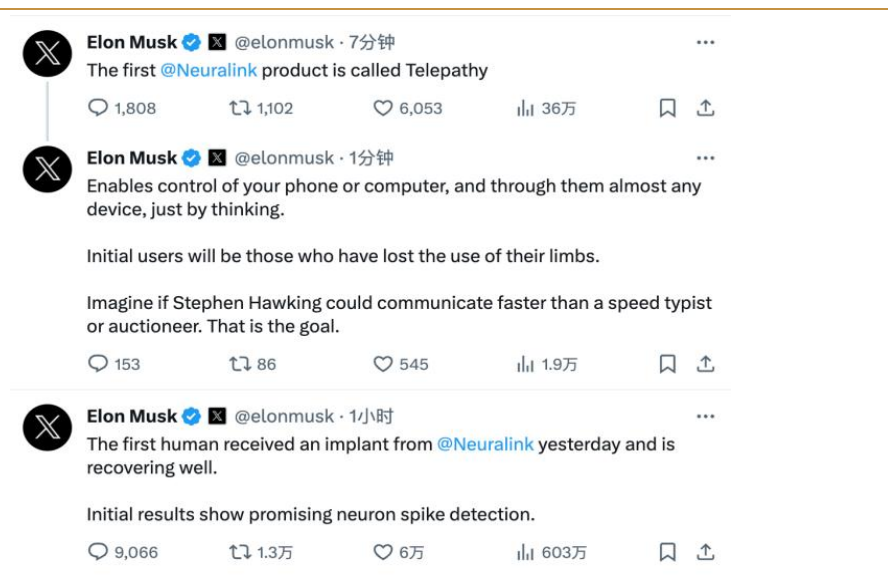 Elon Musk @elonmusk · 7分钟
The first @Neuralink product is called Telepathy
1,808 1,102 6,053 36万
Elon Musk @elonmusk · 1分钟
Enables control of your phone or computer, and through them almost any
device, just by thinking.
Initial users will be those who have lost the use of their limbs.
Imagine if Stephen Hawking could communicate faster than a speed typist
or auctioneer. That is the goal.
153 86 545 1.9万
Elon Musk @elonmusk · 1小时
The first human received an implant from @Neuralink yesterday and is
recovering well.
Initial results show promising neuron spike detection.
9,066 1.3万 6万 603万